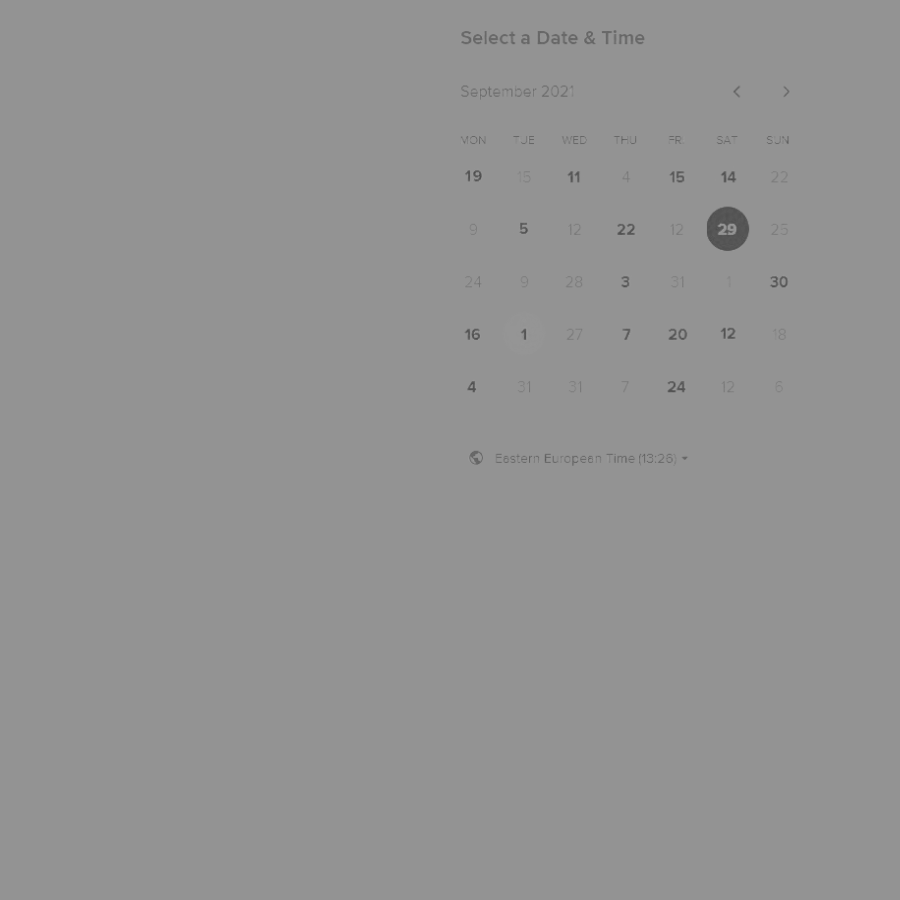 Select a Date & Time
September 2021
MON TUE WED THU FRI SAT SUN
19 15 11 4 15 14 22
9 5 12 22 12 29 25
24 9 28 3 31 1 30
16 1 27 7 20 12 18
4 31 31 7 24 12 6
Eastern European Time (13:26)